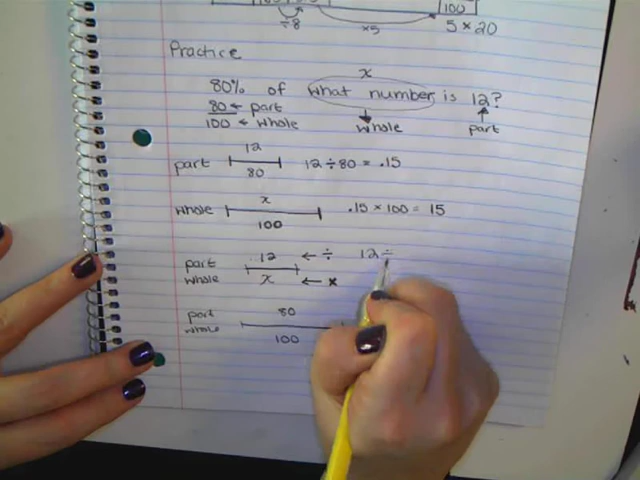 100
÷8
x5
5 × 20
Practice
x
80% of what number is 12?
80 ← part
100 ← whole
whole
part
12
part
80
12 ÷ 80 = .15
x
whole
100
.15 × 100 = 15
part 12 ← ÷ 12 ÷
whole x ← x
part 80
whole
100